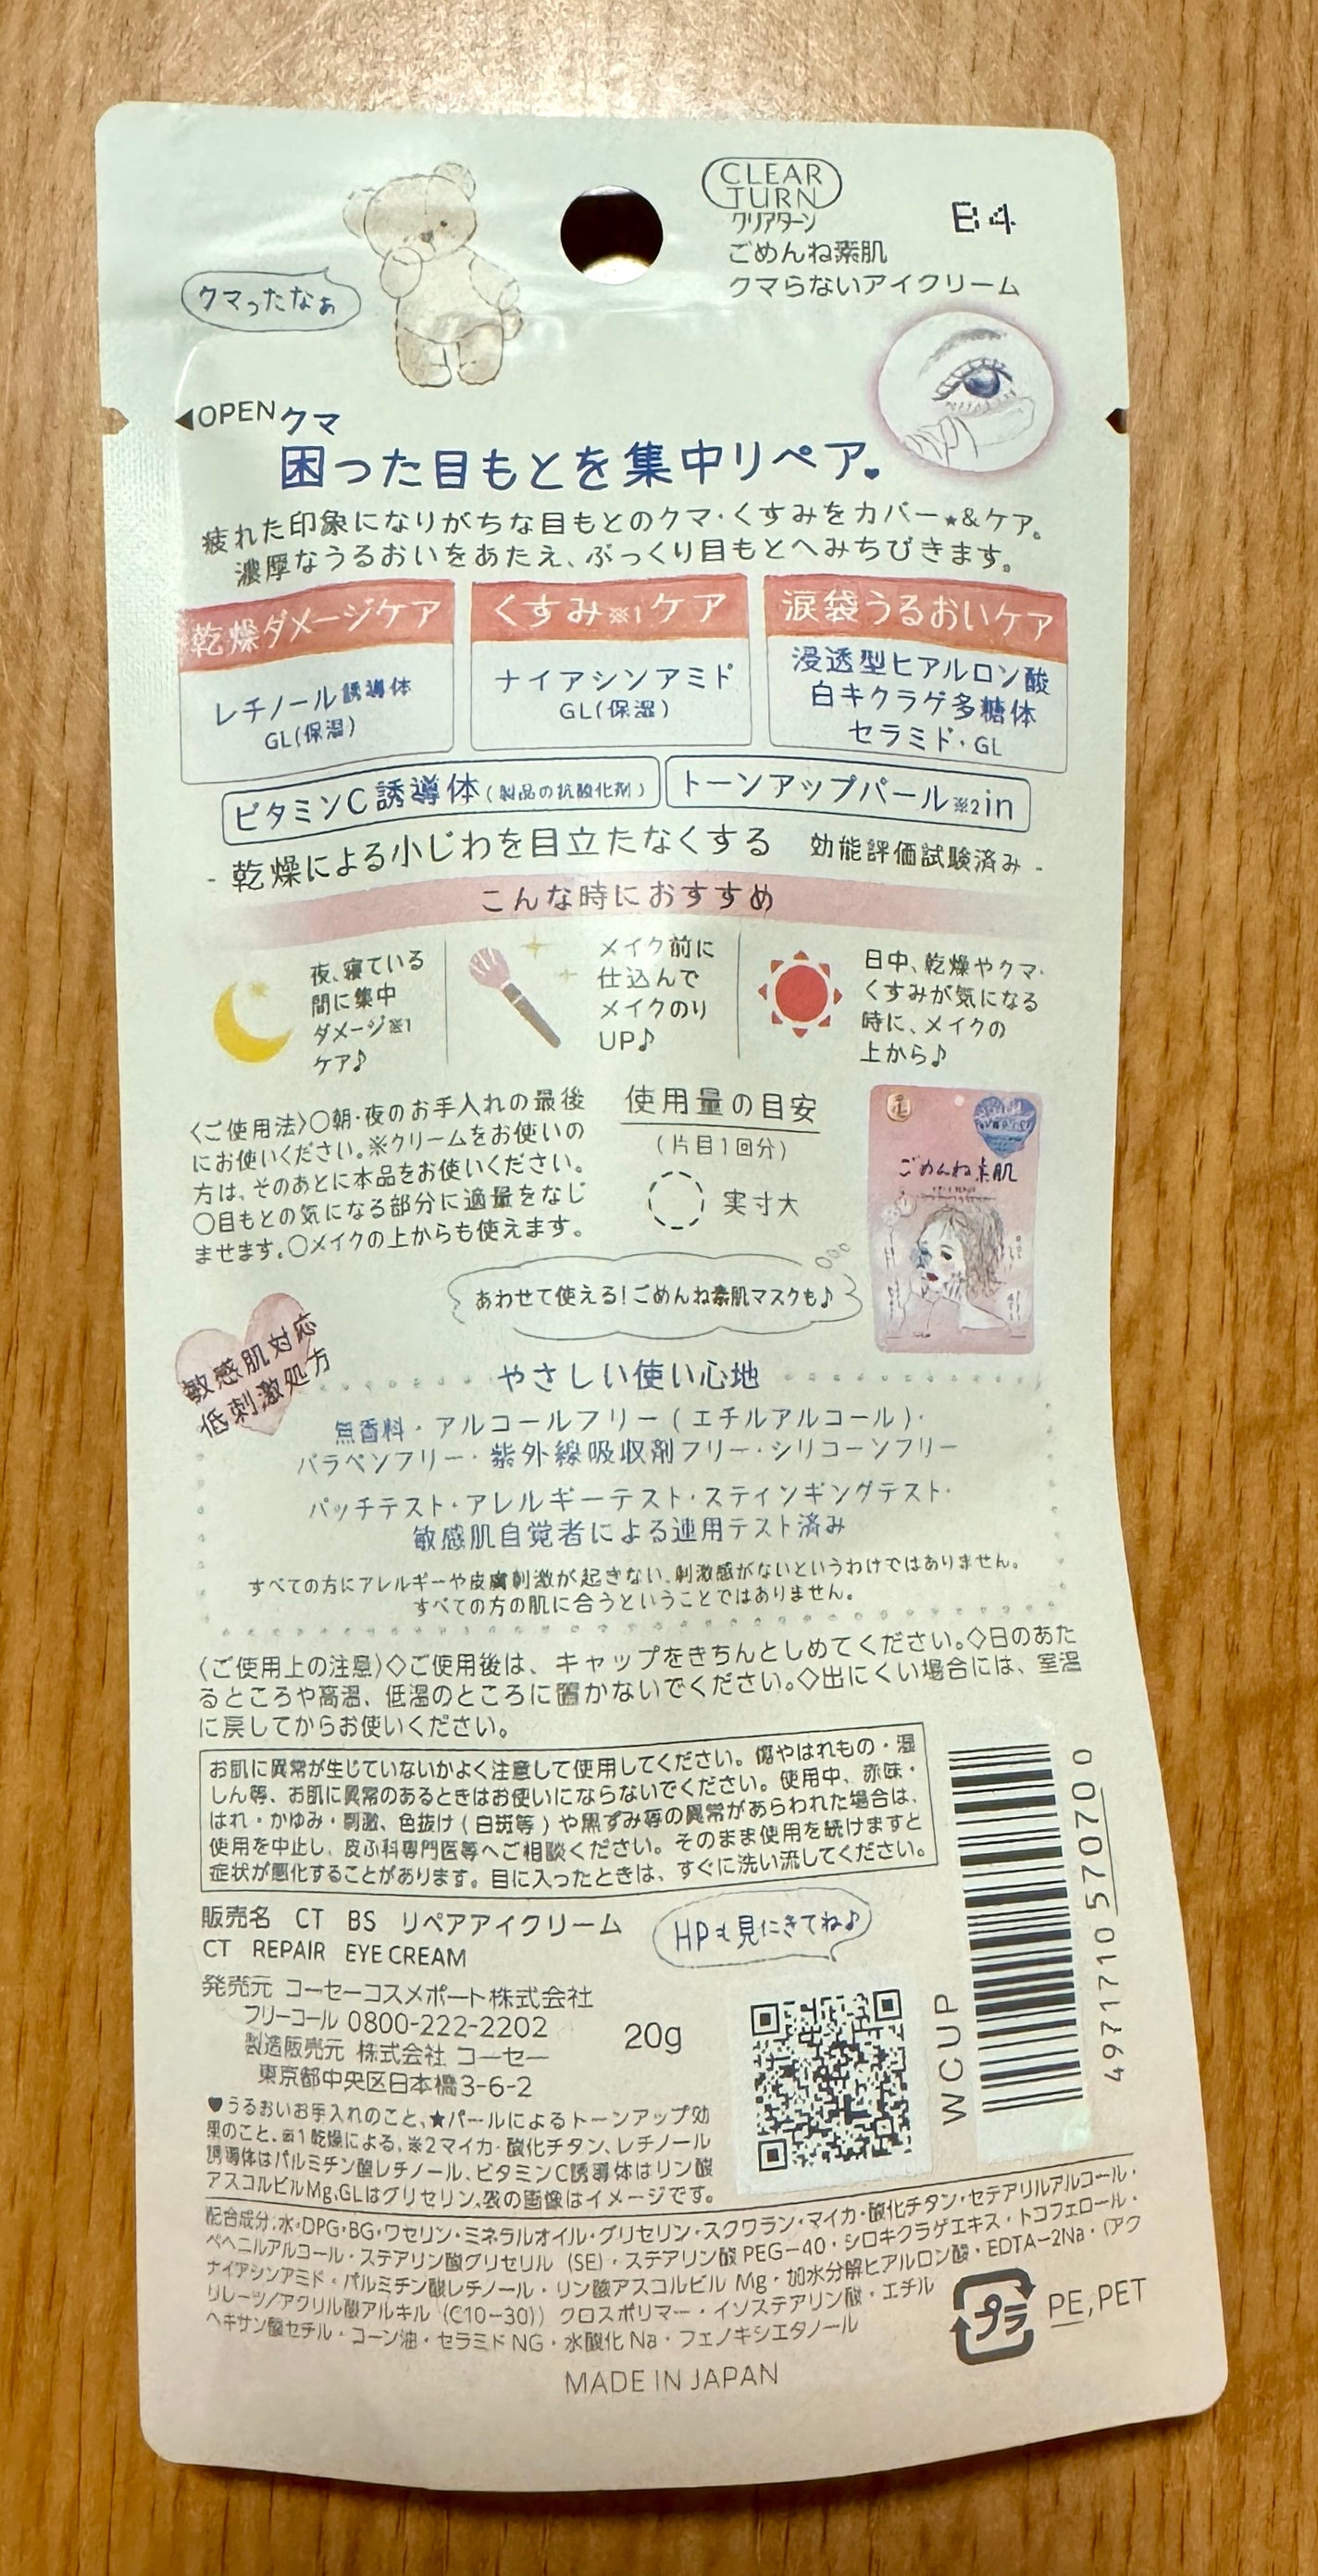 CLEAR
TURN
クリアターン
ごめんね素肌
クマらないアイクリーム
B4
クマったなぁ
◀OPEN
クマ
困った目もとを集中リペア♥
疲れた印象になりがちな目もとのクマ・くすみをカバー★&ケア。
濃厚なうるおいをあたえ、ぷっくり目もとへみちびきます。
乾燥ダメージケア
レチノール誘導体
GL(保湿)
くすみ※1ケア
ナイアシンアミド
GL(保湿)
涙袋うるおいケア
浸透型ヒアルロン酸
白キクラゲ多糖体
セラミド・GL
ビタミンC誘導体(製品の抗酸化剤)
トーンアップパール※2in
- 乾燥による小じわを目立たなくする 効能評価試験済み -
こんな時におすすめ
夜、寝ている
間に集中
ダメージ※1
ケア♪
メイク前に
仕込んで
メイクのり
UP♪
日中、乾燥やクマ・
くすみが気になる
時に、メイクの
上から♪
〈ご使用法〉○朝・夜のお手入れの最後
にお使いください。※クリームをお使いの
方は、そのあとに本品をお使いください。
○目もとの気になる部分に適量をなじ
ませます。○メイクの上からも使えます。
使用量の目安
(片目1回分)
実寸大
ごめんね素肌
あわせて使える!ごめんね素肌マスクも♪
敏感肌対応
低刺激処方
やさしい使い心地
無香料・アルコールフリー(エチルアルコール)・
パラベンフリー・紫外線吸収剤フリー・シリコーンフリー
パッチテスト・アレルギーテスト・スティンギングテスト・
敏感肌自覚者による連用テスト済み
すべての方にアレルギーや皮膚刺激が起きない、刺激感がないというわけではありません。
すべての方の肌に合うということではありません。
〈ご使用上の注意〉◇ご使用後は、キャップをきちんとしめてください。◇日のあた
るところや高温、低温のところに置かないでください。◇出にくい場合には、室温
に戻してからお使いください。
お肌に異常が生じていないかよく注意して使用してください。傷やはれもの・湿
しん等、お肌に異常のあるときはお使いにならないでください。使用中、赤味・
はれ・かゆみ・刺激、色抜け(白斑等)や黒ずみ等の異常があらわれた場合は、
使用を中止し、皮ふ科専門医等へご相談ください。そのまま使用を続けますと
症状が悪化することがあります。目に入ったときは、すぐに洗い流してください。
販売名 CT BS リペアアイクリーム
CT REPAIR EYE CREAM
HPも見にきてね♪
発売元 コーセーコスメポート株式会社
フリーコール 0800-222-2202
製造販売元 株式会社 コーセー
東京都中央区日本橋3-6-2
20g
WCUP
4971710570700
♥うるおいお手入れのこと、★パールによるトーンアップ効
果のこと、※1乾燥による、※2マイカ・酸化チタン、レチノール
誘導体はパルミチン酸レチノール、ビタミンC誘導体はリン酸
アスコルビルMg、GLはグリセリン、袋の画像はイメージです。
配合成分:水・DPG・BG・ワセリン・ミネラルオイル・グリセリン・スクワラン・マイカ・酸化チタン・セテアリルアルコール・
ベヘニルアルコール・ステアリン酸グリセリル(SE)・ステアリン酸PEG-40・シロキクラゲエキス・トコフェロール・
ナイアシンアミド・パルミチン酸レチノール・リン酸アスコルビルMg・加水分解ヒアルロン酸・EDTA-2Na・(アク
リレーツ/アクリル酸アルキル(C10-30))クロスポリマー・イソステアリン酸・エチル
ヘキサン酸セチル・コーン油・セラミドNG・水酸化Na・フェノキシエタノール
プラ
PE,PET
MADE IN JAPAN